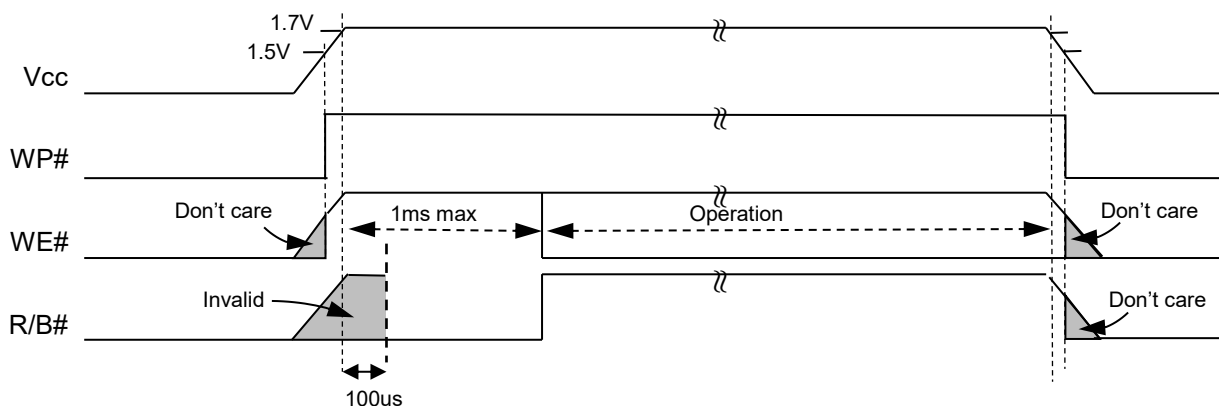 1.7V
1.5V
Vcc
WP#
Don't care
1ms max
Operation
Don't care
WE#
Invalid
Don't care
R/B#
100us